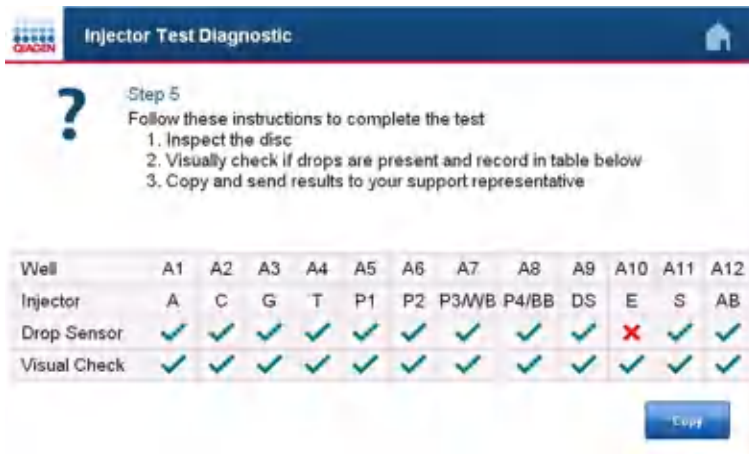 QIAGEN
Injector Test Diagnostic
?
Step 5
Follow these instructions to complete the test
1. Inspect the disc
2. Visually check if drops are present and record in table below
3. Copy and send results to your support representative
Well A1 A2 A3 A4 A5 A6 A7 A8 A9 A10 A11 A12
Injector A C G T P1 P2 P3/WB P4/BB DS E S AB
Drop Sensor
Visual Check
Copy